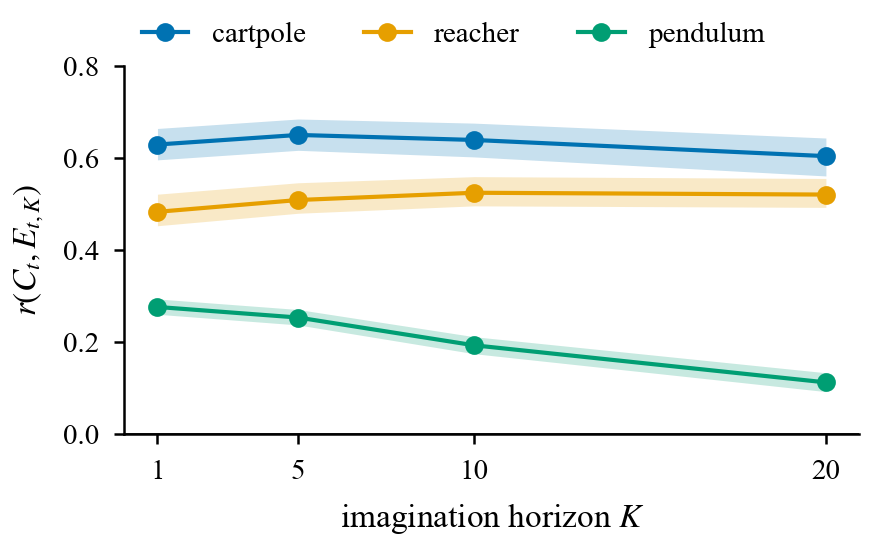 cartpole reacher pendulum
0.8
0.6
0.4
0.2
0.0
r(C_t, E_{t,K})
1 5 10 20
imagination horizon K